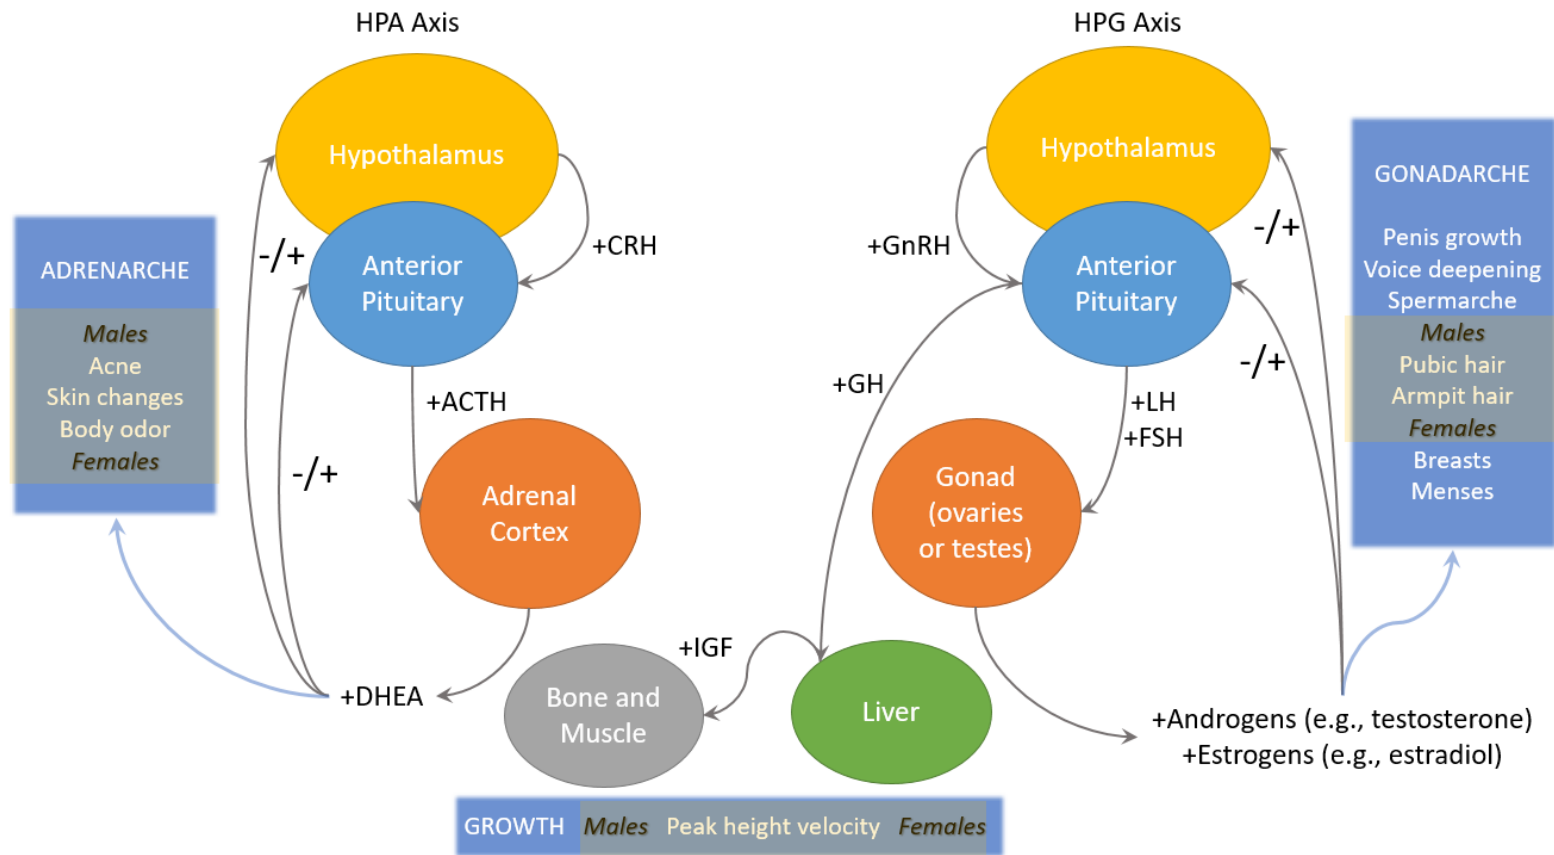 HPA Axis
Hypothalamus
+CRH
-/+
Anterior
Pituitary
ADRENARCHE
Males
Acne
Skin changes
Body odor
Females
+ACTH
-/+
Adrenal
Cortex
+DHEA
HPG Axis
Hypothalamus
+GnRH
-/+
Anterior
Pituitary
GONADARCHE
Penis growth
Voice deepening
Spermarche
Males
Pubic hair
Armpit hair
Females
Breasts
Menses
-/+
+GH
+LH
+FSH
Gonad
(ovaries
or testes)
+IGF
Bone and
Muscle
Liver
+Androgens (e.g., testosterone)
+Estrogens (e.g., estradiol)
GROWTH Males Peak height velocity Females